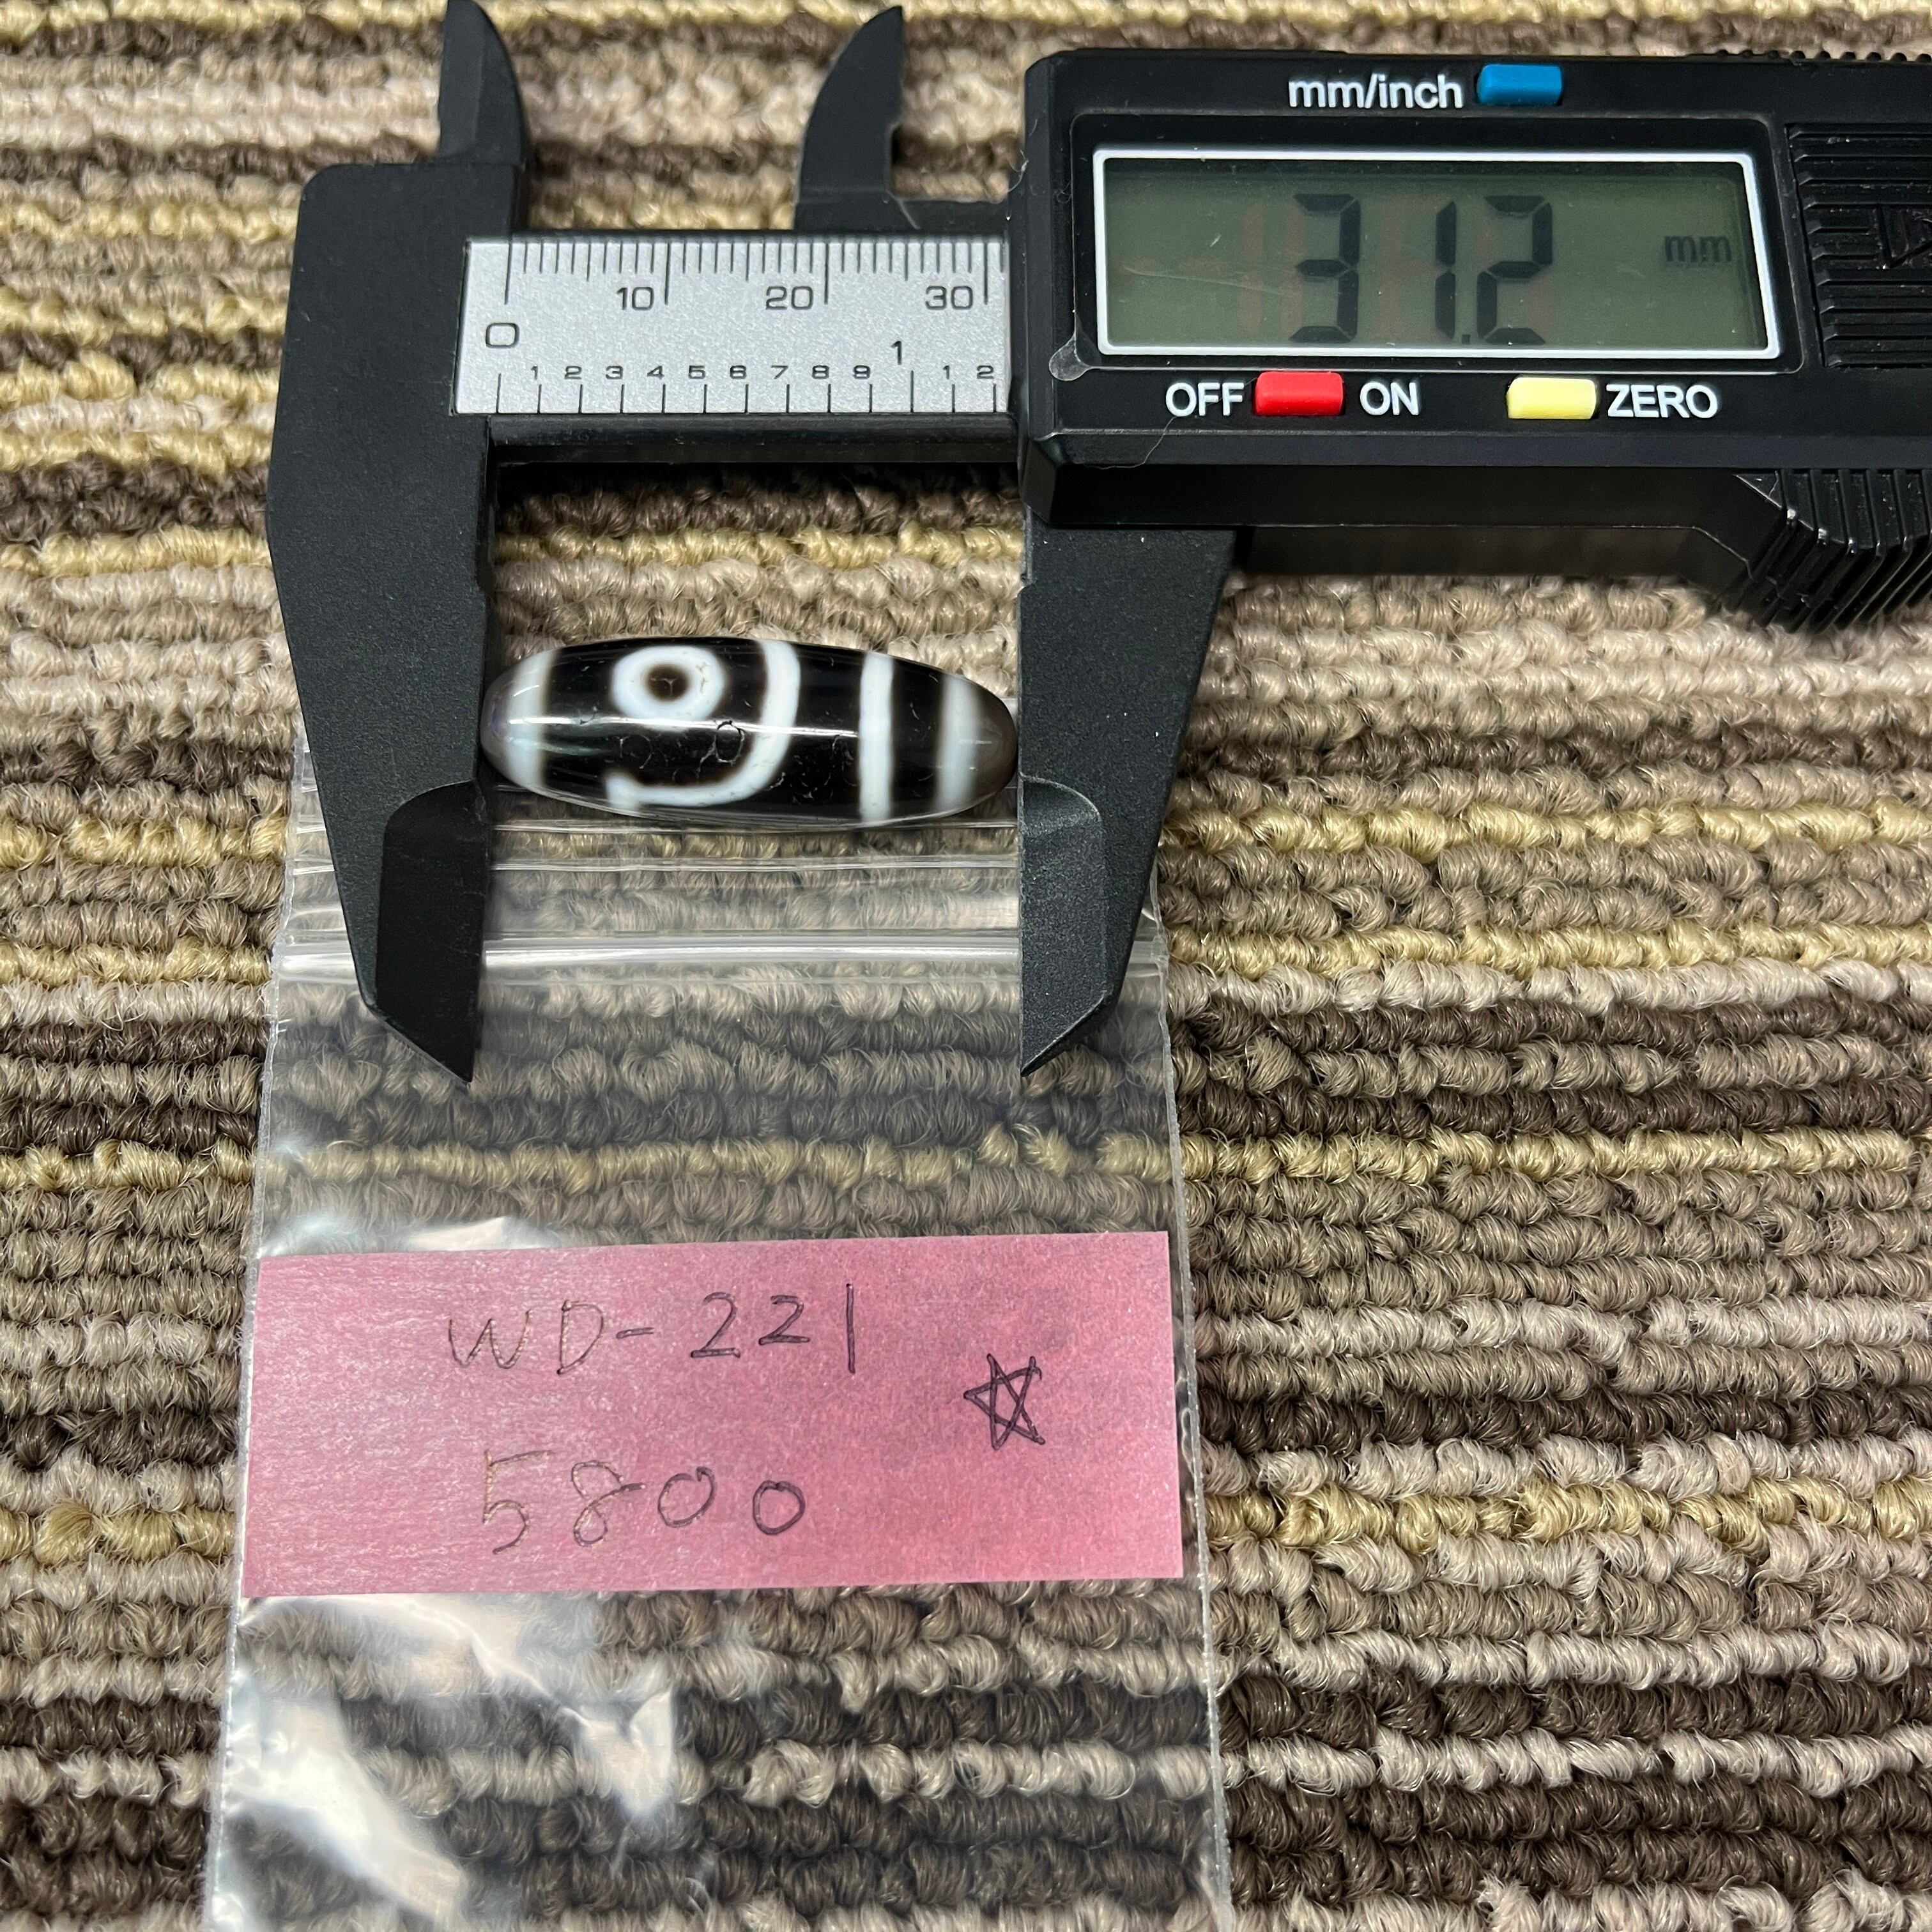 mm/inch
31.2 mm
OFF ON ZERO
10 20 30
0
1 2 3 4 5 6 7 8 9 1 1 2
WD-221
☆
5800